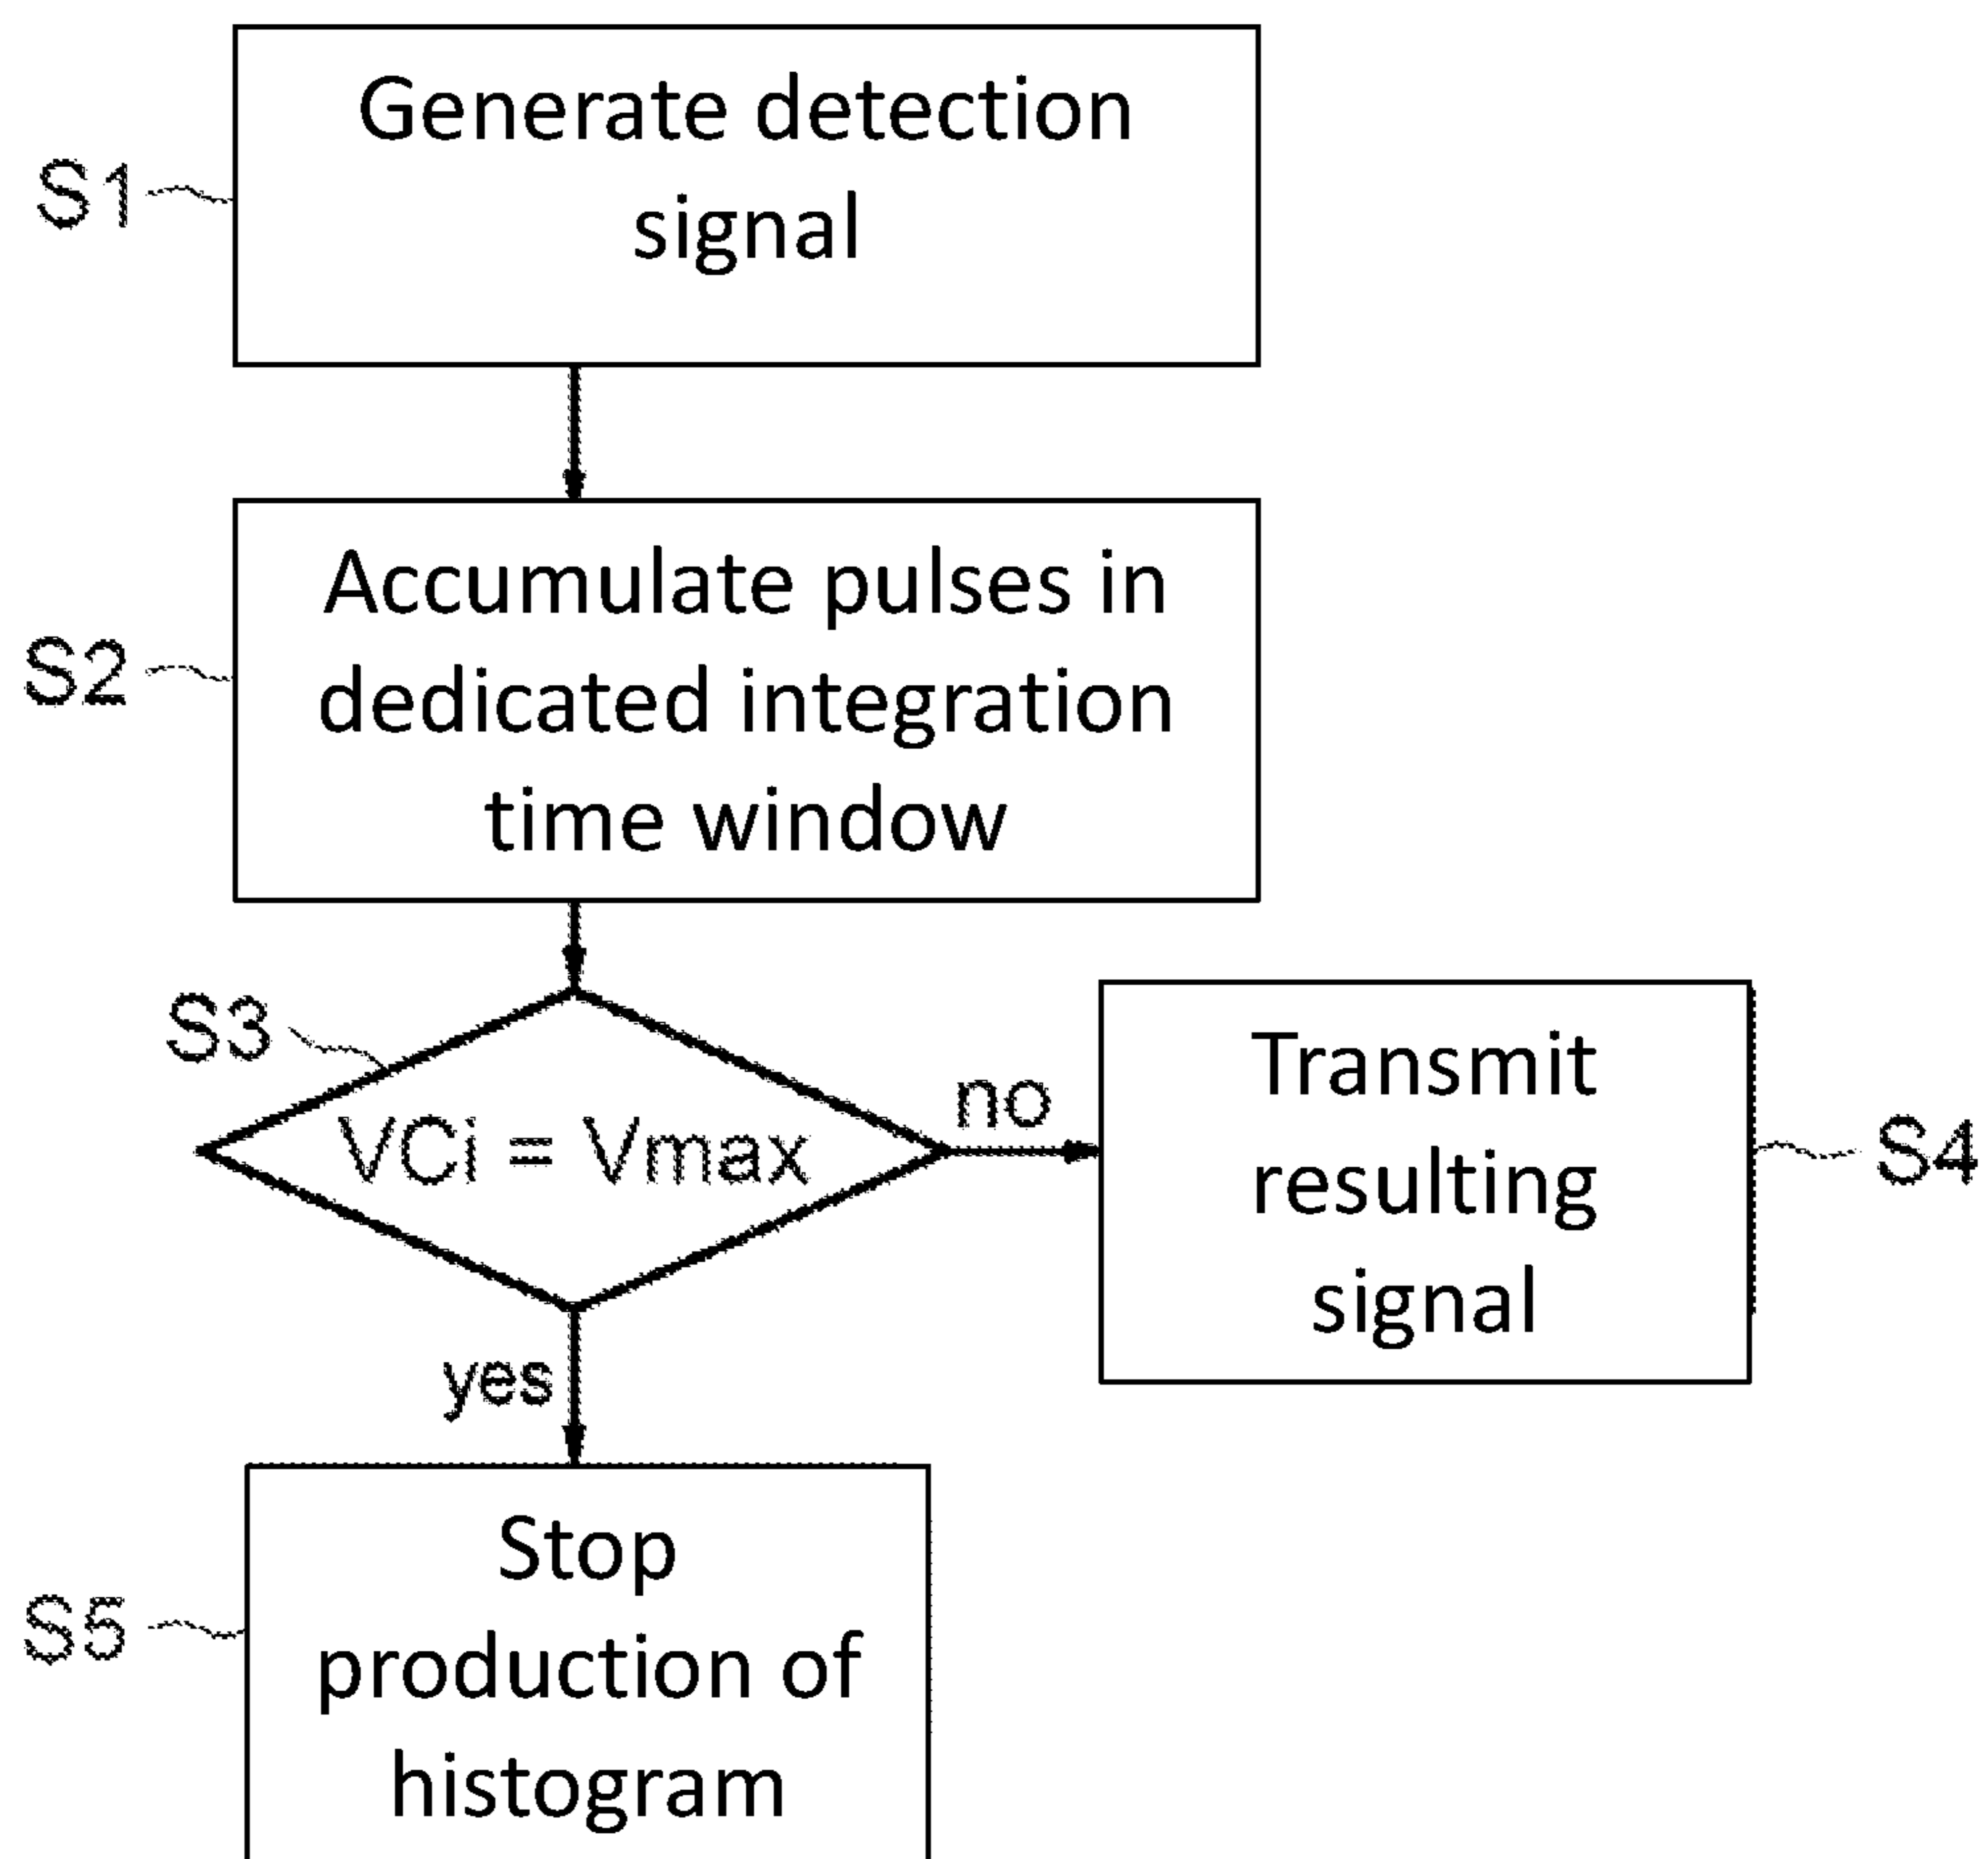 Generate detection
signal
S1
Accumulate pulses in
dedicated integration
time window
S2
S3
VCi = Vmax
no
Transmit
resulting
signal
S4
yes
Stop
production of
histogram
S5